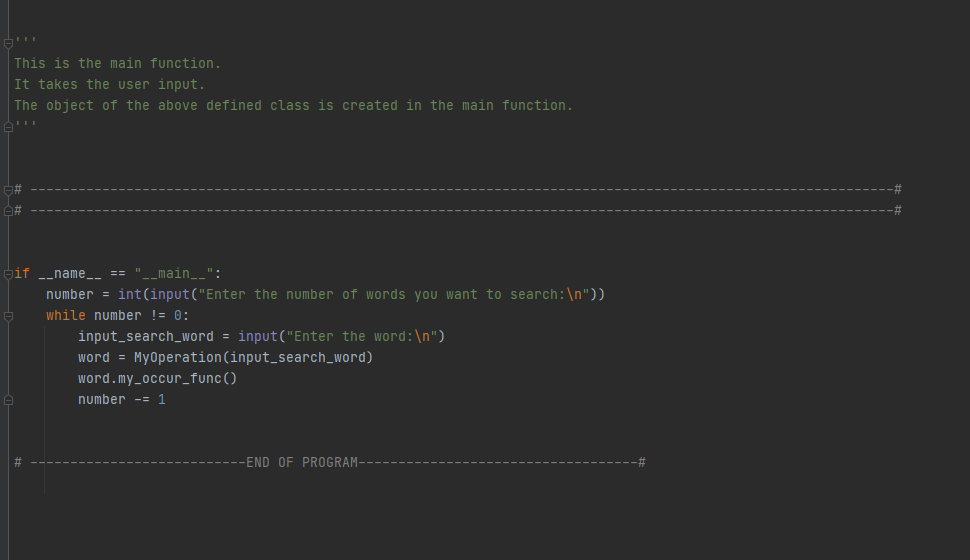 '''
This is the main function.
It takes the user input.
The object of the above defined class is created in the main function.
'''
# ------------------------------------------------------------------------------------------------------------#
# ------------------------------------------------------------------------------------------------------------#
if __name__ == "__main__":
    number = int(input("Enter the number of words you want to search:\n"))
    while number != 0:
        input_search_word = input("Enter the word:\n")
        word = MyOperation(input_search_word)
        word.my_occur_func()
        number -= 1
# ---------------------------END OF PROGRAM-----------------------------------#